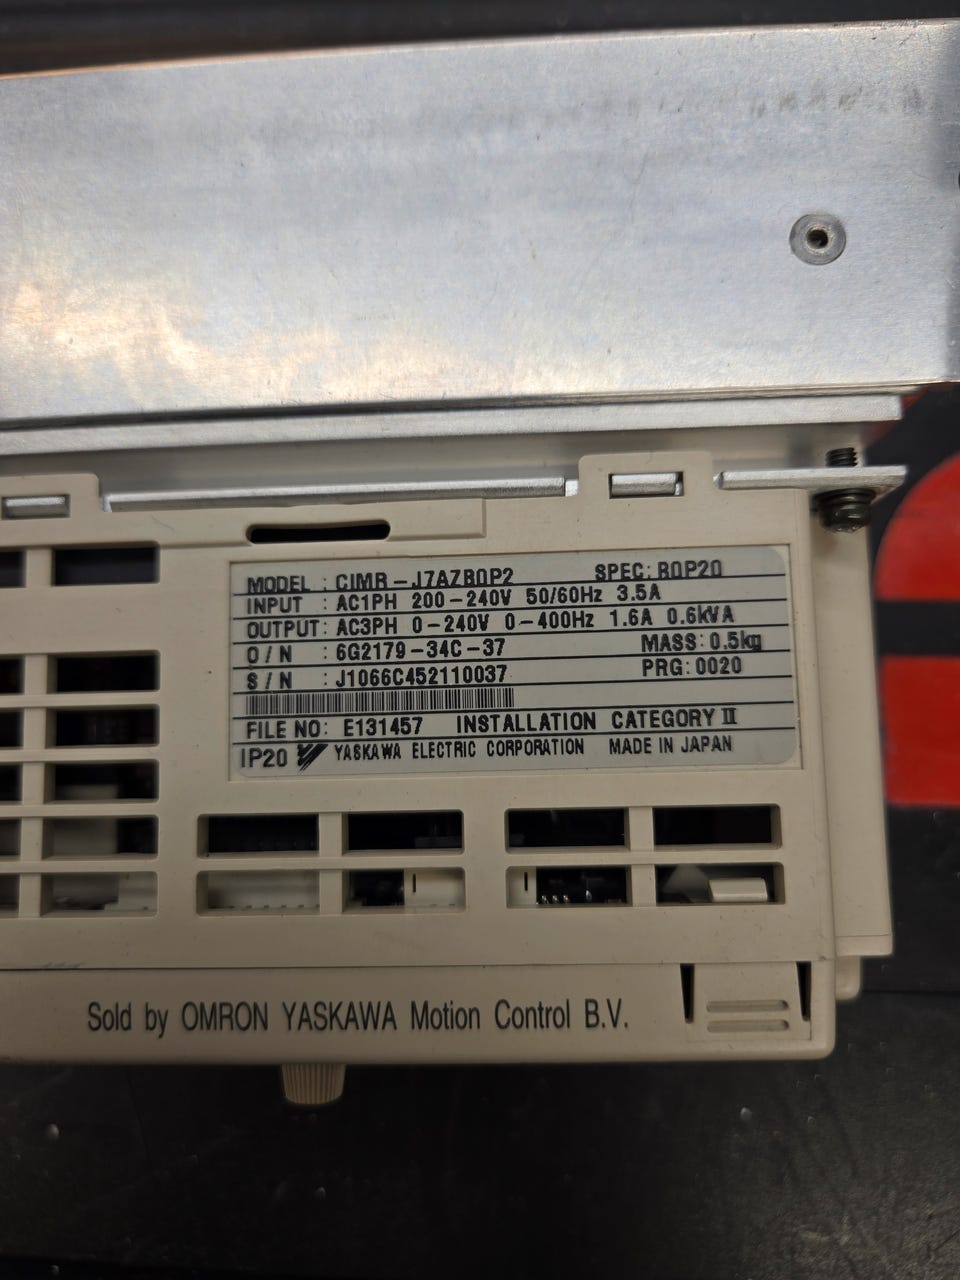 MODEL : CIMR-J7AZB0P2 SPEC: B0P20
INPUT : AC1PH 200-240V 50/60Hz 3.5A
OUTPUT: AC3PH 0-240V 0-400Hz 1.6A 0.6kVA
O/N : 6G2179-34C-37 MASS: 0.5kg
S/N : J1066C452110037 PRG: 0020
FILE NO: E131457 INSTALLATION CATEGORY II
IP20 YASKAWA ELECTRIC CORPORATION MADE IN JAPAN
Sold by OMRON YASKAWA Motion Control B.V.